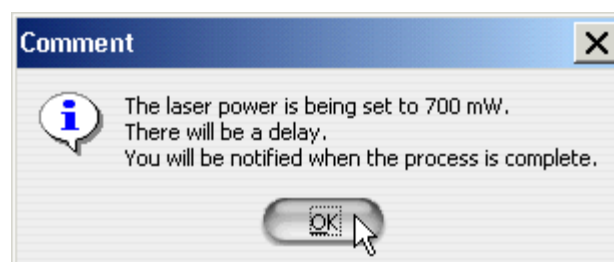 Comment
The laser power is being set to 700 mW.
There will be a delay.
You will be notified when the process is complete.
OK